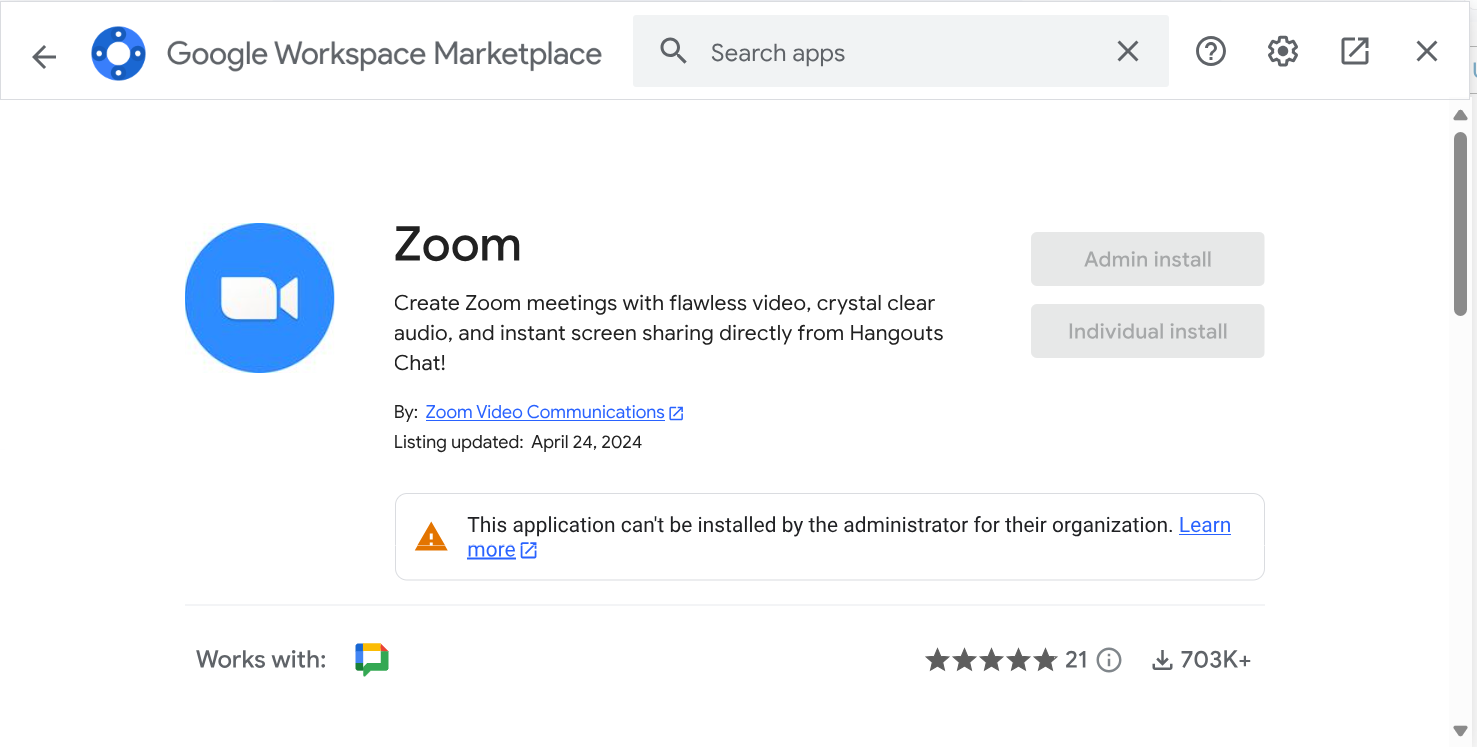 Google Workspace Marketplace
Search apps
Zoom
Create Zoom meetings with flawless video, crystal clear
audio, and instant screen sharing directly from Hangouts
Chat!
By: Zoom Video Communications
Listing updated: April 24, 2024
Admin install
Individual install
This application can't be installed by the administrator for their organization. Learn
more
Works with:
21
703K+